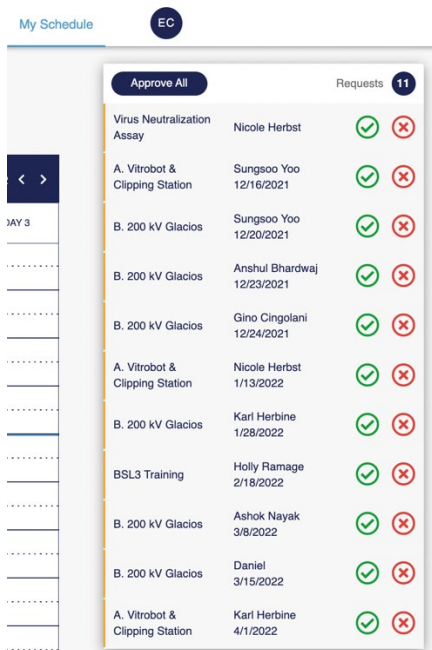 My Schedule
EC
Approve All
Requests 11
Virus Neutralization
Assay
Nicole Herbst
A. Vitrobot &
Clipping Station
Sungsoo Yoo
12/16/2021
DAY 3
B. 200 kV Glacios
Sungsoo Yoo
12/20/2021
B. 200 kV Glacios
Anshul Bhardwaj
12/23/2021
B. 200 kV Glacios
Gino Cingolani
12/24/2021
A. Vitrobot &
Clipping Station
Nicole Herbst
1/13/2022
B. 200 kV Glacios
Karl Herbine
1/28/2022
BSL3 Training
Holly Ramage
2/18/2022
B. 200 kV Glacios
Ashok Nayak
3/8/2022
B. 200 kV Glacios
Daniel
3/15/2022
A. Vitrobot &
Clipping Station
Karl Herbine
4/1/2022